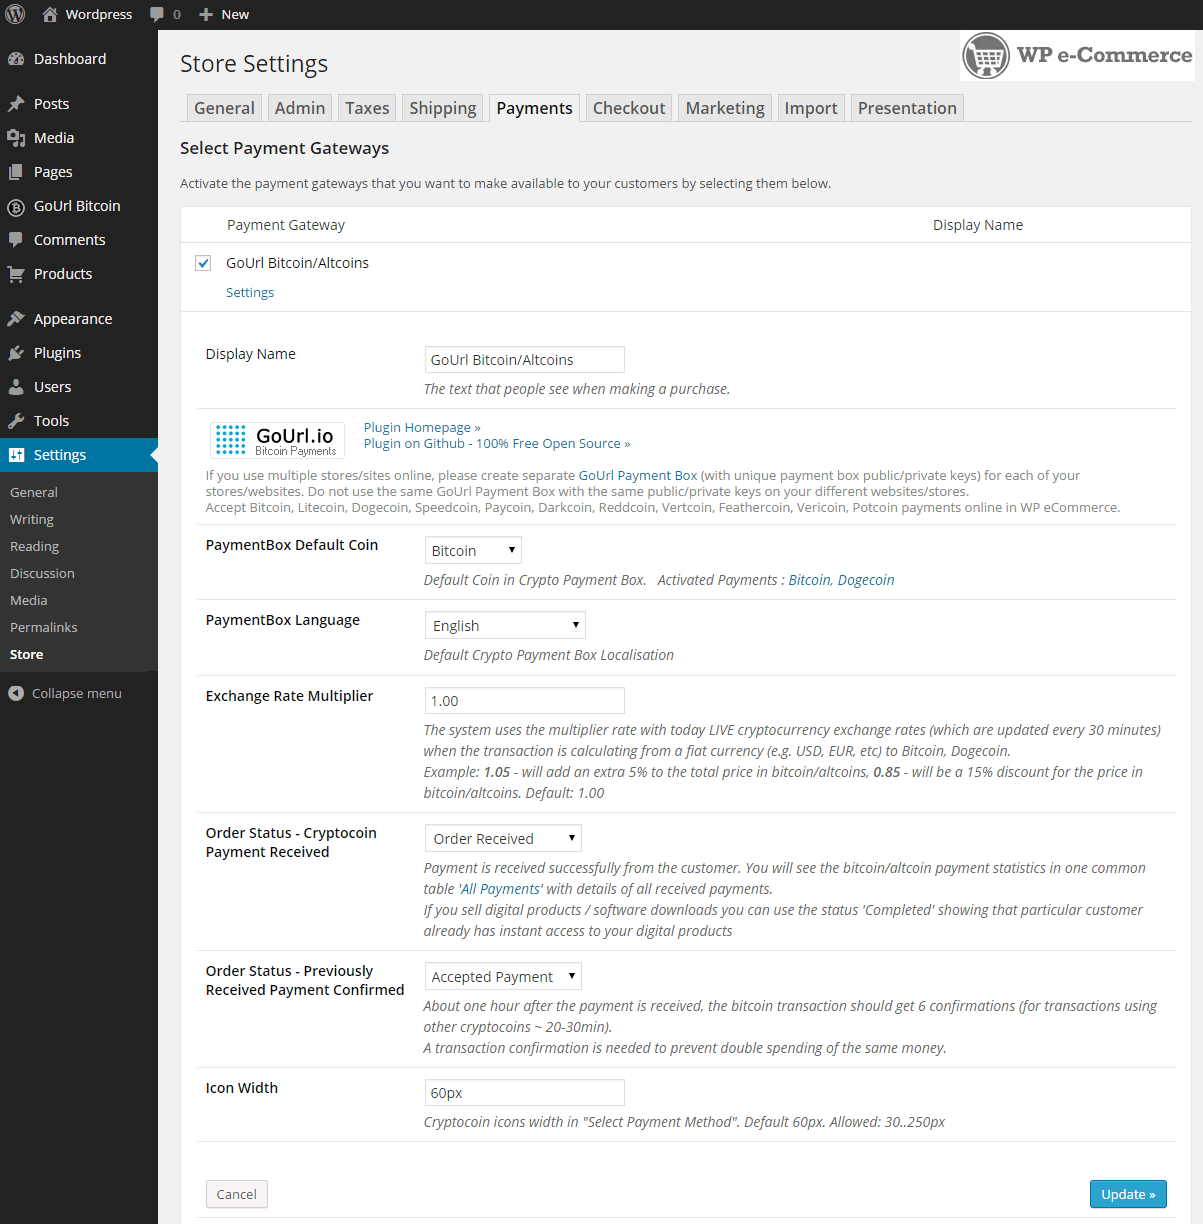 Wordpress 0 New
Dashboard
Posts
Media
Pages
GoUrl Bitcoin
Comments
Products
Appearance
Plugins
Users
Tools
Settings
General
Writing
Reading
Discussion
Media
Permalinks
Store
Collapse menu
Store Settings
WP e-Commerce
General Admin Taxes Shipping Payments Checkout Marketing Import Presentation
Select Payment Gateways
Activate the payment gateways that you want to make available to your customers by selecting them below.
Payment Gateway Display Name
GoUrl Bitcoin/Altcoins
Settings
Display Name GoUrl Bitcoin/Altcoins
The text that people see when making a purchase.
GoUrl.io
Bitcoin Payments
Plugin Homepage »
Plugin on Github - 100% Free Open Source »
If you use multiple stores/sites online, please create separate GoUrl Payment Box (with unique payment box public/private keys) for each of your
stores/websites. Do not use the same GoUrl Payment Box with the same public/private keys on your different websites/stores.
Accept Bitcoin, Litecoin, Dogecoin, Speedcoin, Paycoin, Darkcoin, Reddcoin, Vertcoin, Feathercoin, Vericoin, Potcoin payments online in WP eCommerce.
PaymentBox Default Coin Bitcoin
Default Coin in Crypto Payment Box. Activated Payments : Bitcoin, Dogecoin
PaymentBox Language English
Default Crypto Payment Box Localisation
Exchange Rate Multiplier 1.00
The system uses the multiplier rate with today LIVE cryptocurrency exchange rates (which are updated every 30 minutes)
when the transaction is calculating from a fiat currency (e.g. USD, EUR, etc) to Bitcoin, Dogecoin.
Example: 1.05 - will add an extra 5% to the total price in bitcoin/altcoins, 0.85 - will be a 15% discount for the price in
bitcoin/altcoins. Default: 1.00
Order Status - Cryptocoin
Payment Received
Order Received
Payment is received successfully from the customer. You will see the bitcoin/altcoin payment statistics in one common
table 'All Payments' with details of all received payments.
If you sell digital products / software downloads you can use the status 'Completed' showing that particular customer
already has instant access to your digital products
Order Status - Previously
Received Payment Confirmed
Accepted Payment
About one hour after the payment is received, the bitcoin transaction should get 6 confirmations (for transactions using
other cryptocoins ~ 20-30min).
A transaction confirmation is needed to prevent double spending of the same money.
Icon Width 60px
Cryptocoin icons width in "Select Payment Method". Default 60px. Allowed: 30..250px
Cancel Update »